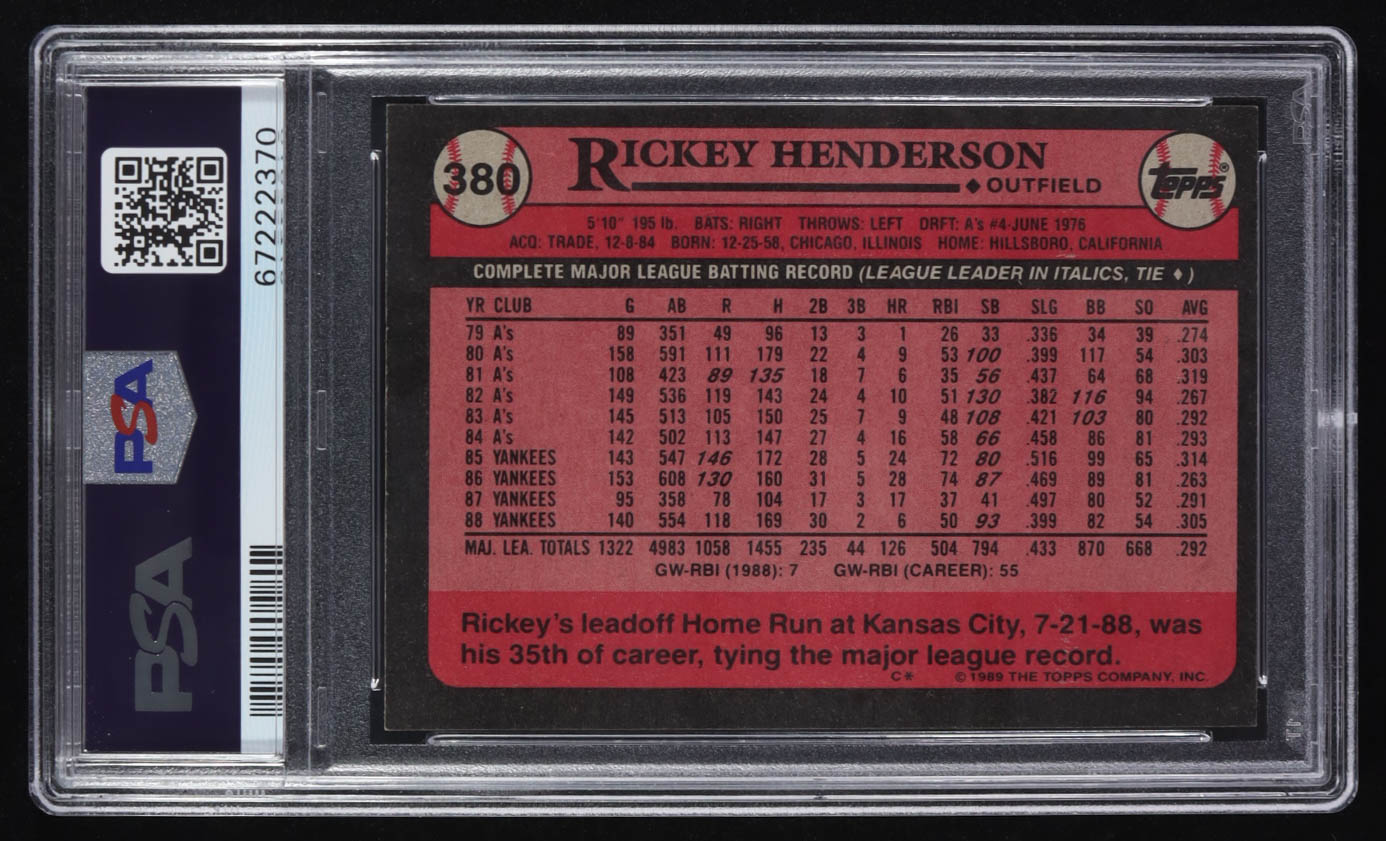 67222370
PSA
PSA
380
RICKEY HENDERSON
OUTFIELD
TOPPS®
5'10" 195 lb. BATS: RIGHT THROWS: LEFT DRFT: A's #4-JUNE 1976
ACQ: TRADE, 12-8-84 BORN: 12-25-58, CHICAGO, ILLINOIS HOME: HILLSBORO, CALIFORNIA
COMPLETE MAJOR LEAGUE BATTING RECORD (LEAGUE LEADER IN ITALICS, TIE ♦)
YR CLUB G AB R H 2B 3B HR RBI SB SLG BB SO AVG
79 A's 89 351 49 96 13 3 1 26 33 .336 34 39 .274
80 A's 158 591 111 179 22 4 9 53 100 .399 117 54 .303
81 A's 108 423 89 135 18 7 6 35 56 .437 64 68 .319
82 A's 149 536 119 143 24 4 10 51 130 .382 116 94 .267
83 A's 145 513 105 150 25 7 9 48 108 .421 103 80 .292
84 A's 142 502 113 147 27 4 16 58 66 .458 86 81 .293
85 YANKEES 143 547 146 172 28 5 24 72 80 .516 99 65 .314
86 YANKEES 153 608 130 160 31 5 28 74 87 .469 89 81 .263
87 YANKEES 95 358 78 104 17 3 17 37 41 .497 80 52 .291
88 YANKEES 140 554 118 169 30 2 6 50 93 .399 82 54 .305
MAJ. LEA. TOTALS 1322 4983 1058 1455 235 44 126 504 794 .433 870 668 .292
GW-RBI (1988): 7 GW-RBI (CAREER): 55
Rickey's leadoff Home Run at Kansas City, 7-21-88, was
his 35th of career, tying the major league record.
C* © 1989 THE TOPPS COMPANY, INC.
PSA